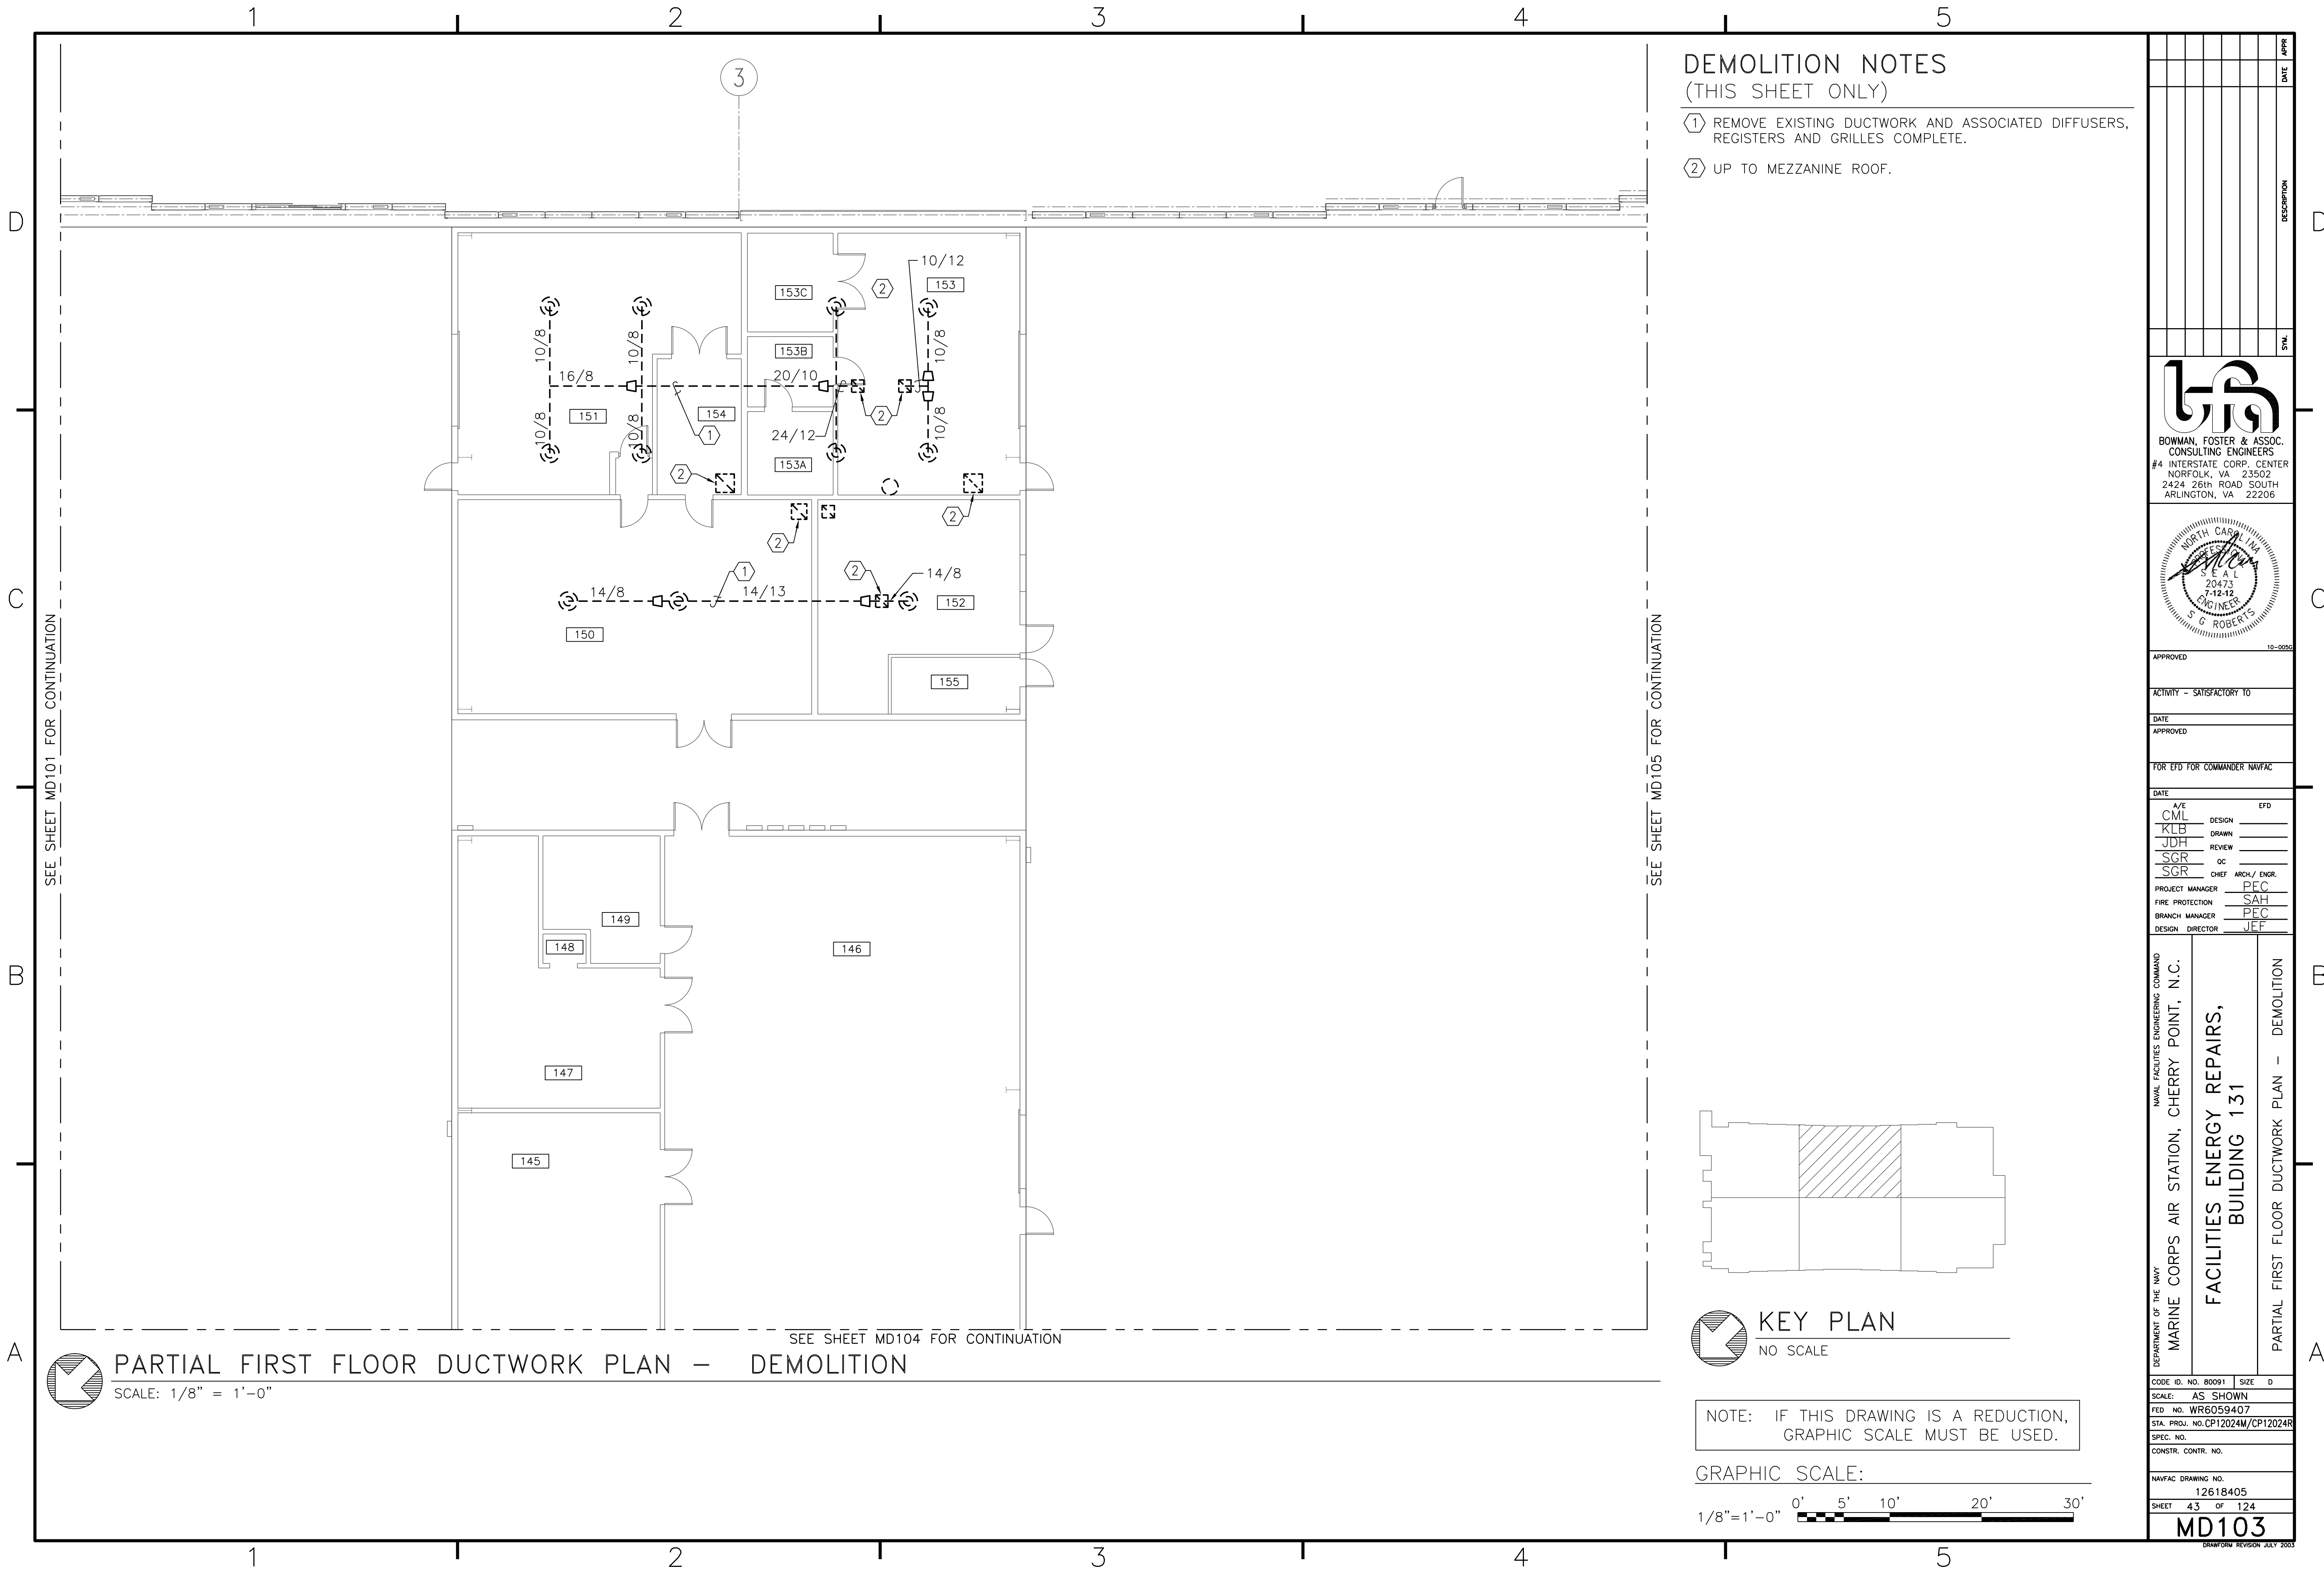 1
2
3
4
5
D
C
B
A
3
DEMOLITION NOTES
(THIS SHEET ONLY)
1 REMOVE EXISTING DUCTWORK AND ASSOCIATED DIFFUSERS,
REGISTERS AND GRILLES COMPLETE.
2 UP TO MEZZANINE ROOF.
10/12
153C
2
153
10/8
10/8
10/8
153B
16/8
20/10
151
154
2
10/8
10/8
10/8
1
24/12
153A
2
2
2
1
2
14/8
14/8
14/13
152
150
155
SEE SHEET MD101 FOR CONTINUATION
SEE SHEET MD105 FOR CONTINUATION
149
148
146
147
145
SEE SHEET MD104 FOR CONTINUATION
PARTIAL FIRST FLOOR DUCTWORK PLAN - DEMOLITION
SCALE: 1/8" = 1'-0"
KEY PLAN
NO SCALE
NOTE: IF THIS DRAWING IS A REDUCTION,
GRAPHIC SCALE MUST BE USED.
GRAPHIC SCALE:
1/8"=1'-0"
0' 5' 10' 20' 30'
SYM. DESCRIPTION DATE APPR
bfa
BOWMAN, FOSTER & ASSOC.
CONSULTING ENGINEERS
#4 INTERSTATE CORP. CENTER
NORFOLK, VA 23502
2424 26th ROAD SOUTH
ARLINGTON, VA 22206
NORTH CAROLINA
PROFESSIONAL
SEAL
20473
7-12-12
ENGINEER
S G ROBERTS
10-005G
APPROVED
ACTIVITY - SATISFACTORY TO
DATE
APPROVED
FOR EFD FOR COMMANDER NAVFAC
DATE
A/E EFD
CML DESIGN
KLB DRAWN
JDH REVIEW
SGR QC
SGR CHIEF ARCH./ ENGR.
PROJECT MANAGER PEC
FIRE PROTECTION SAH
BRANCH MANAGER PEC
DESIGN DIRECTOR JEF
DEPARTMENT OF THE NAVY NAVAL FACILITIES ENGINEERING COMMAND
MARINE CORPS AIR STATION, CHERRY POINT, N.C.
FACILITIES ENERGY REPAIRS,
BUILDING 131
PARTIAL FIRST FLOOR DUCTWORK PLAN - DEMOLITION
CODE ID. NO. 80091 SIZE D
SCALE: AS SHOWN
FED NO. WR6059407
STA. PROJ. NO. CP12024M/CP12024R
SPEC. NO.
CONSTR. CONTR. NO.
NAVFAC DRAWING NO.
12618405
SHEET 43 OF 124
MD103
DRAWFORM REVISION JULY 2003
1
2
3
4
5
D
C
B
A